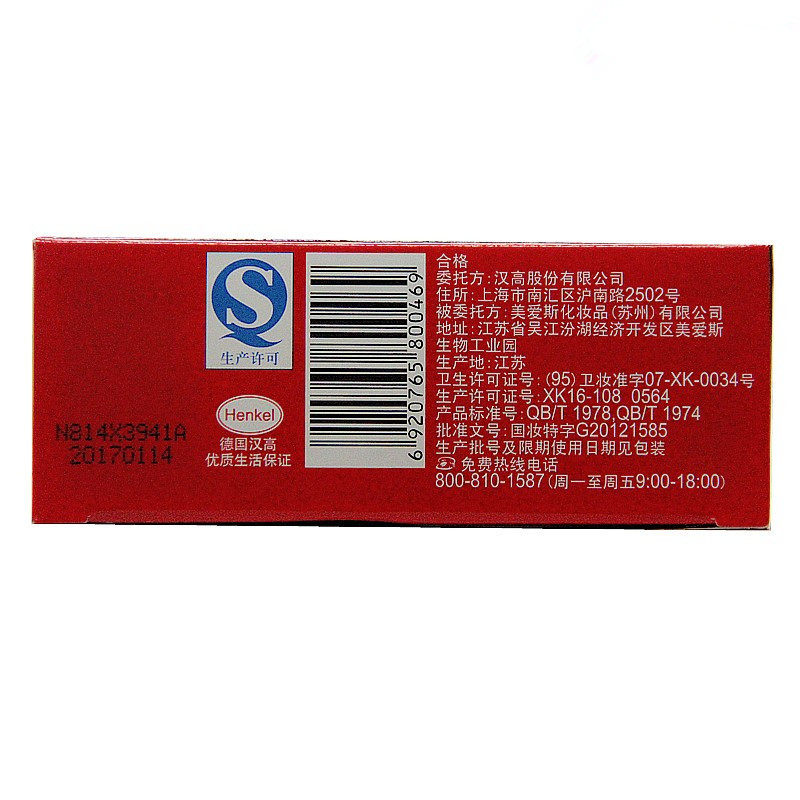 N814X3941A
20170114
生产许可
Henkel
德国汉高
优质生活保证
6 920765 800469
合格
委托方:汉高股份有限公司
住所:上海市南汇区沪南路2502号
被委托方:美爱斯化妆品(苏州)有限公司
地址:江苏省吴江汾湖经济开发区美爱斯
生物工业园
生产地:江苏
卫生许可证号:(95)卫妆准字07-XK-0034号
生产许可证号:XK16-108 0564
产品标准号:QB/T 1978,QB/T 1974
批准文号:国妆特字G20121585
生产批号及限期使用日期见包装
免费热线电话
800-810-1587(周一至周五9:00-18:00)